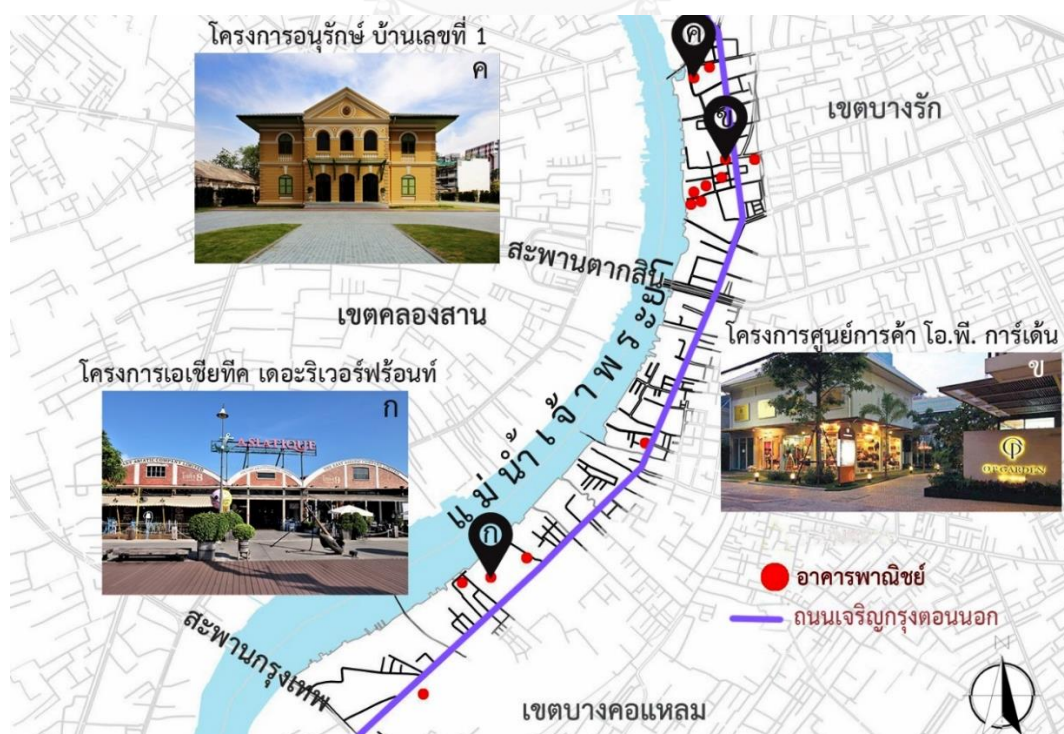 โครงการอนุรักษ์ บ้านเลขที่ 1
ค
ค
ข
เขตบางรัก
สะพานตากสิน
เขตคลองสาน
แม่น้ำเจ้าพระยา
โครงการศูนย์การค้า โอ.พี. การ์เด้น
ข
OP
O.P. GARDEN
โครงการเอเชียทีค เดอะริเวอร์ฟร้อนท์
ก
ASIATIQUE
ก
อาคารพาณิชย์
ถนนเจริญกรุงตอนนอก
สะพานกรุงเทพ
เขตบางคอแหลม
N